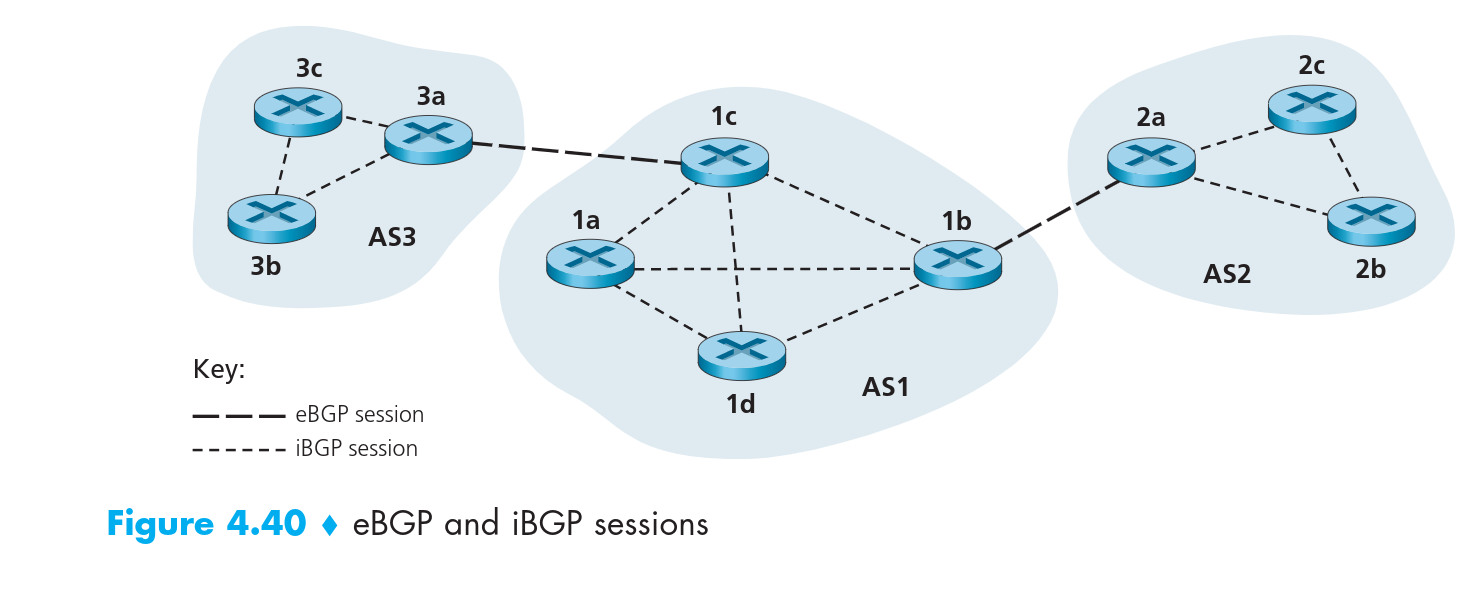 3c
3a
3b
AS3
1c
1a
1b
1d
AS1
2c
2a
2b
AS2
Key:
eBGP session
iBGP session
Figure 4.40 ♦ eBGP and iBGP sessions